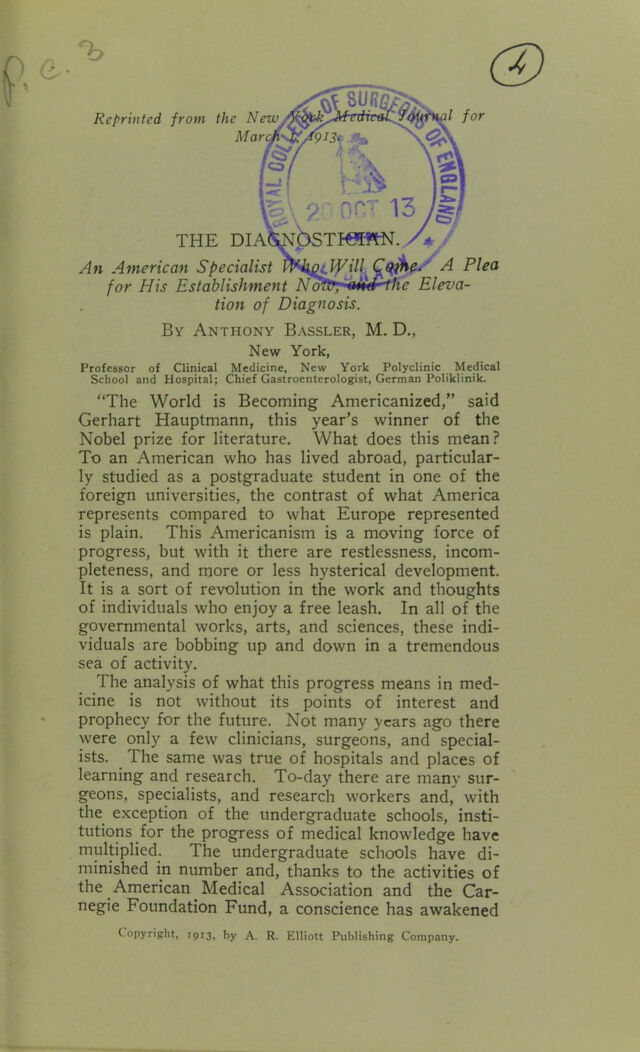 p.c.3
4
Reprinted from the New York Medical Journal for
March 1, 1913.
ROYAL COLLEGE OF SURGEONS OF ENGLAND
20 OCT 13
THE DIAGNOSTICIAN.
An American Specialist Who Will Come. A Plea
for His Establishment Now, and the Eleva-
tion of Diagnosis.
By Anthony Bassler, M. D.,
New York,
Professor of Clinical Medicine, New York Polyclinic Medical
School and Hospital; Chief Gastroenterologist, German Poliklinik.
“The World is Becoming Americanized,” said
Gerhart Hauptmann, this year’s winner of the
Nobel prize for literature. What does this mean?
To an American who has lived abroad, particular-
ly studied as a postgraduate student in one of the
foreign universities, the contrast of what America
represents compared to what Europe represented
is plain. This Americanism is a moving force of
progress, but with it there are restlessness, incom-
pleteness, and more or less hysterical development.
It is a sort of revolution in the work and thoughts
of individuals who enjoy a free leash. In all of the
governmental works, arts, and sciences, these indi-
viduals are bobbing up and down in a tremendous
sea of activity.
The analysis of what this progress means in med-
icine is not without its points of interest and
prophecy for the future. Not many years ago there
were only a few clinicians, surgeons, and special-
ists. The same was true of hospitals and places of
learning and research. To-day there are many sur-
geons, specialists, and research workers and, with
the exception of the undergraduate schools, insti-
tutions for the progress of medical knowledge have
multiplied. The undergraduate schools have di-
minished in number and, thanks to the activities of
the American Medical Association and the Car-
negie Foundation Fund, a conscience has awakened
Copyright, 1913, by A. R. Elliott Publishing Company.